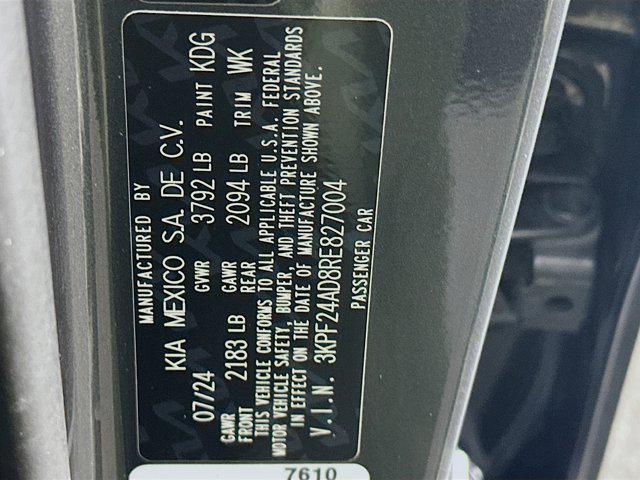 MANUFACTURED BY
KIA MEXICO S.A. DE C.V.
07/24 GVWR 3792 LB PAINT KDG
GAWR FRONT 2183 LB GAWR REAR 2094 LB TRIM WK
THIS VEHICLE CONFORMS TO ALL APPLICABLE U.S.A. FEDERAL
MOTOR VEHICLE SAFETY, BUMPER, AND THEFT PREVENTION STANDARDS
IN EFFECT ON THE DATE OF MANUFACTURE SHOWN ABOVE.
V.I.N. 3KPF24AD8RE827004
PASSENGER CAR
7610